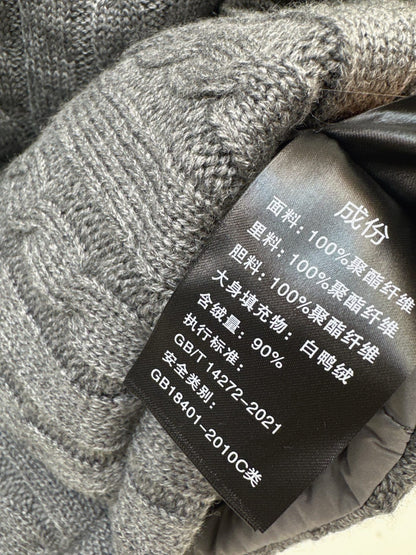 成份
面料：100%聚酯纤维
里料：100%聚酯纤维
胆料：100%聚酯纤维
大身填充物：白鸭绒
含绒量：90%
执行标准：
GB/T 14272-2021
安全类别：
GB18401-2010C类